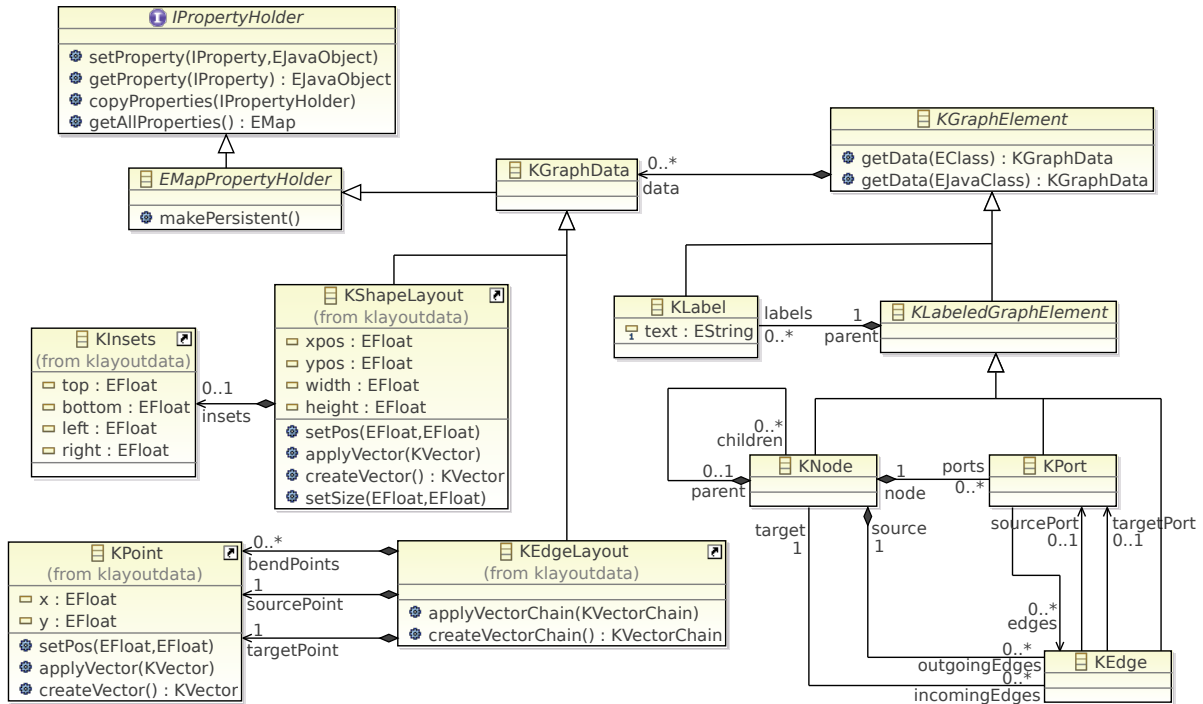 IPropertyHolder
setProperty(IProperty,EJavaObject)
getProperty(IProperty) : EJavaObject
copyProperties(IPropertyHolder)
getAllProperties() : EMap
EMapPropertyHolder
makePersistent()
KGraphData
0..*
data
KGraphElement
getData(EClass) : KGraphData
getData(EJavaClass) : KGraphData
KShapeLayout
(from klayoutdata)
xpos : EFloat
ypos : EFloat
width : EFloat
height : EFloat
setPos(EFloat,EFloat)
applyVector(KVector)
createVector() : KVector
setSize(EFloat,EFloat)
KInsets
(from klayoutdata)
top : EFloat
bottom : EFloat
left : EFloat
right : EFloat
0..1
insets
KLabel
1
text : EString
labels
0..*
1
parent
KLabeledGraphElement
0..*
children
0..1
parent
KNode
1
node
ports
0..*
KPort
target
1
source
1
sourcePort
0..1
targetPort
0..1
0..*
edges
0..*
outgoingEdges
0..*
incomingEdges
KEdge
KPoint
(from klayoutdata)
x : EFloat
y : EFloat
setPos(EFloat,EFloat)
applyVector(KVector)
createVector() : KVector
0..*
bendPoints
1
sourcePoint
1
targetPoint
KEdgeLayout
(from klayoutdata)
applyVectorChain(KVectorChain)
createVectorChain() : KVectorChain